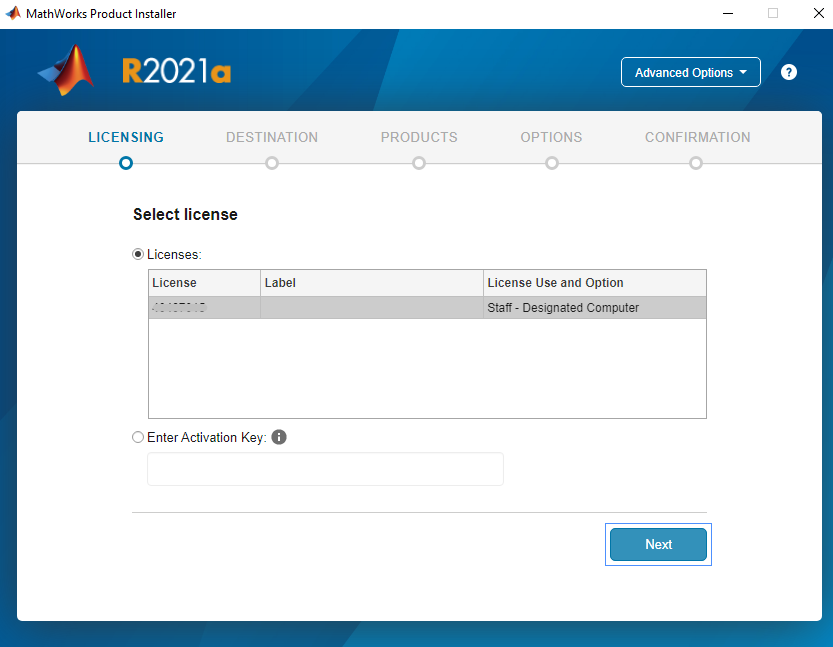 MathWorks Product Installer
R2021a
Advanced Options
?
LICENSING DESTINATION PRODUCTS OPTIONS CONFIRMATION
Select license
Licenses:
License Label License Use and Option
Staff - Designated Computer
Enter Activation Key: i
Next